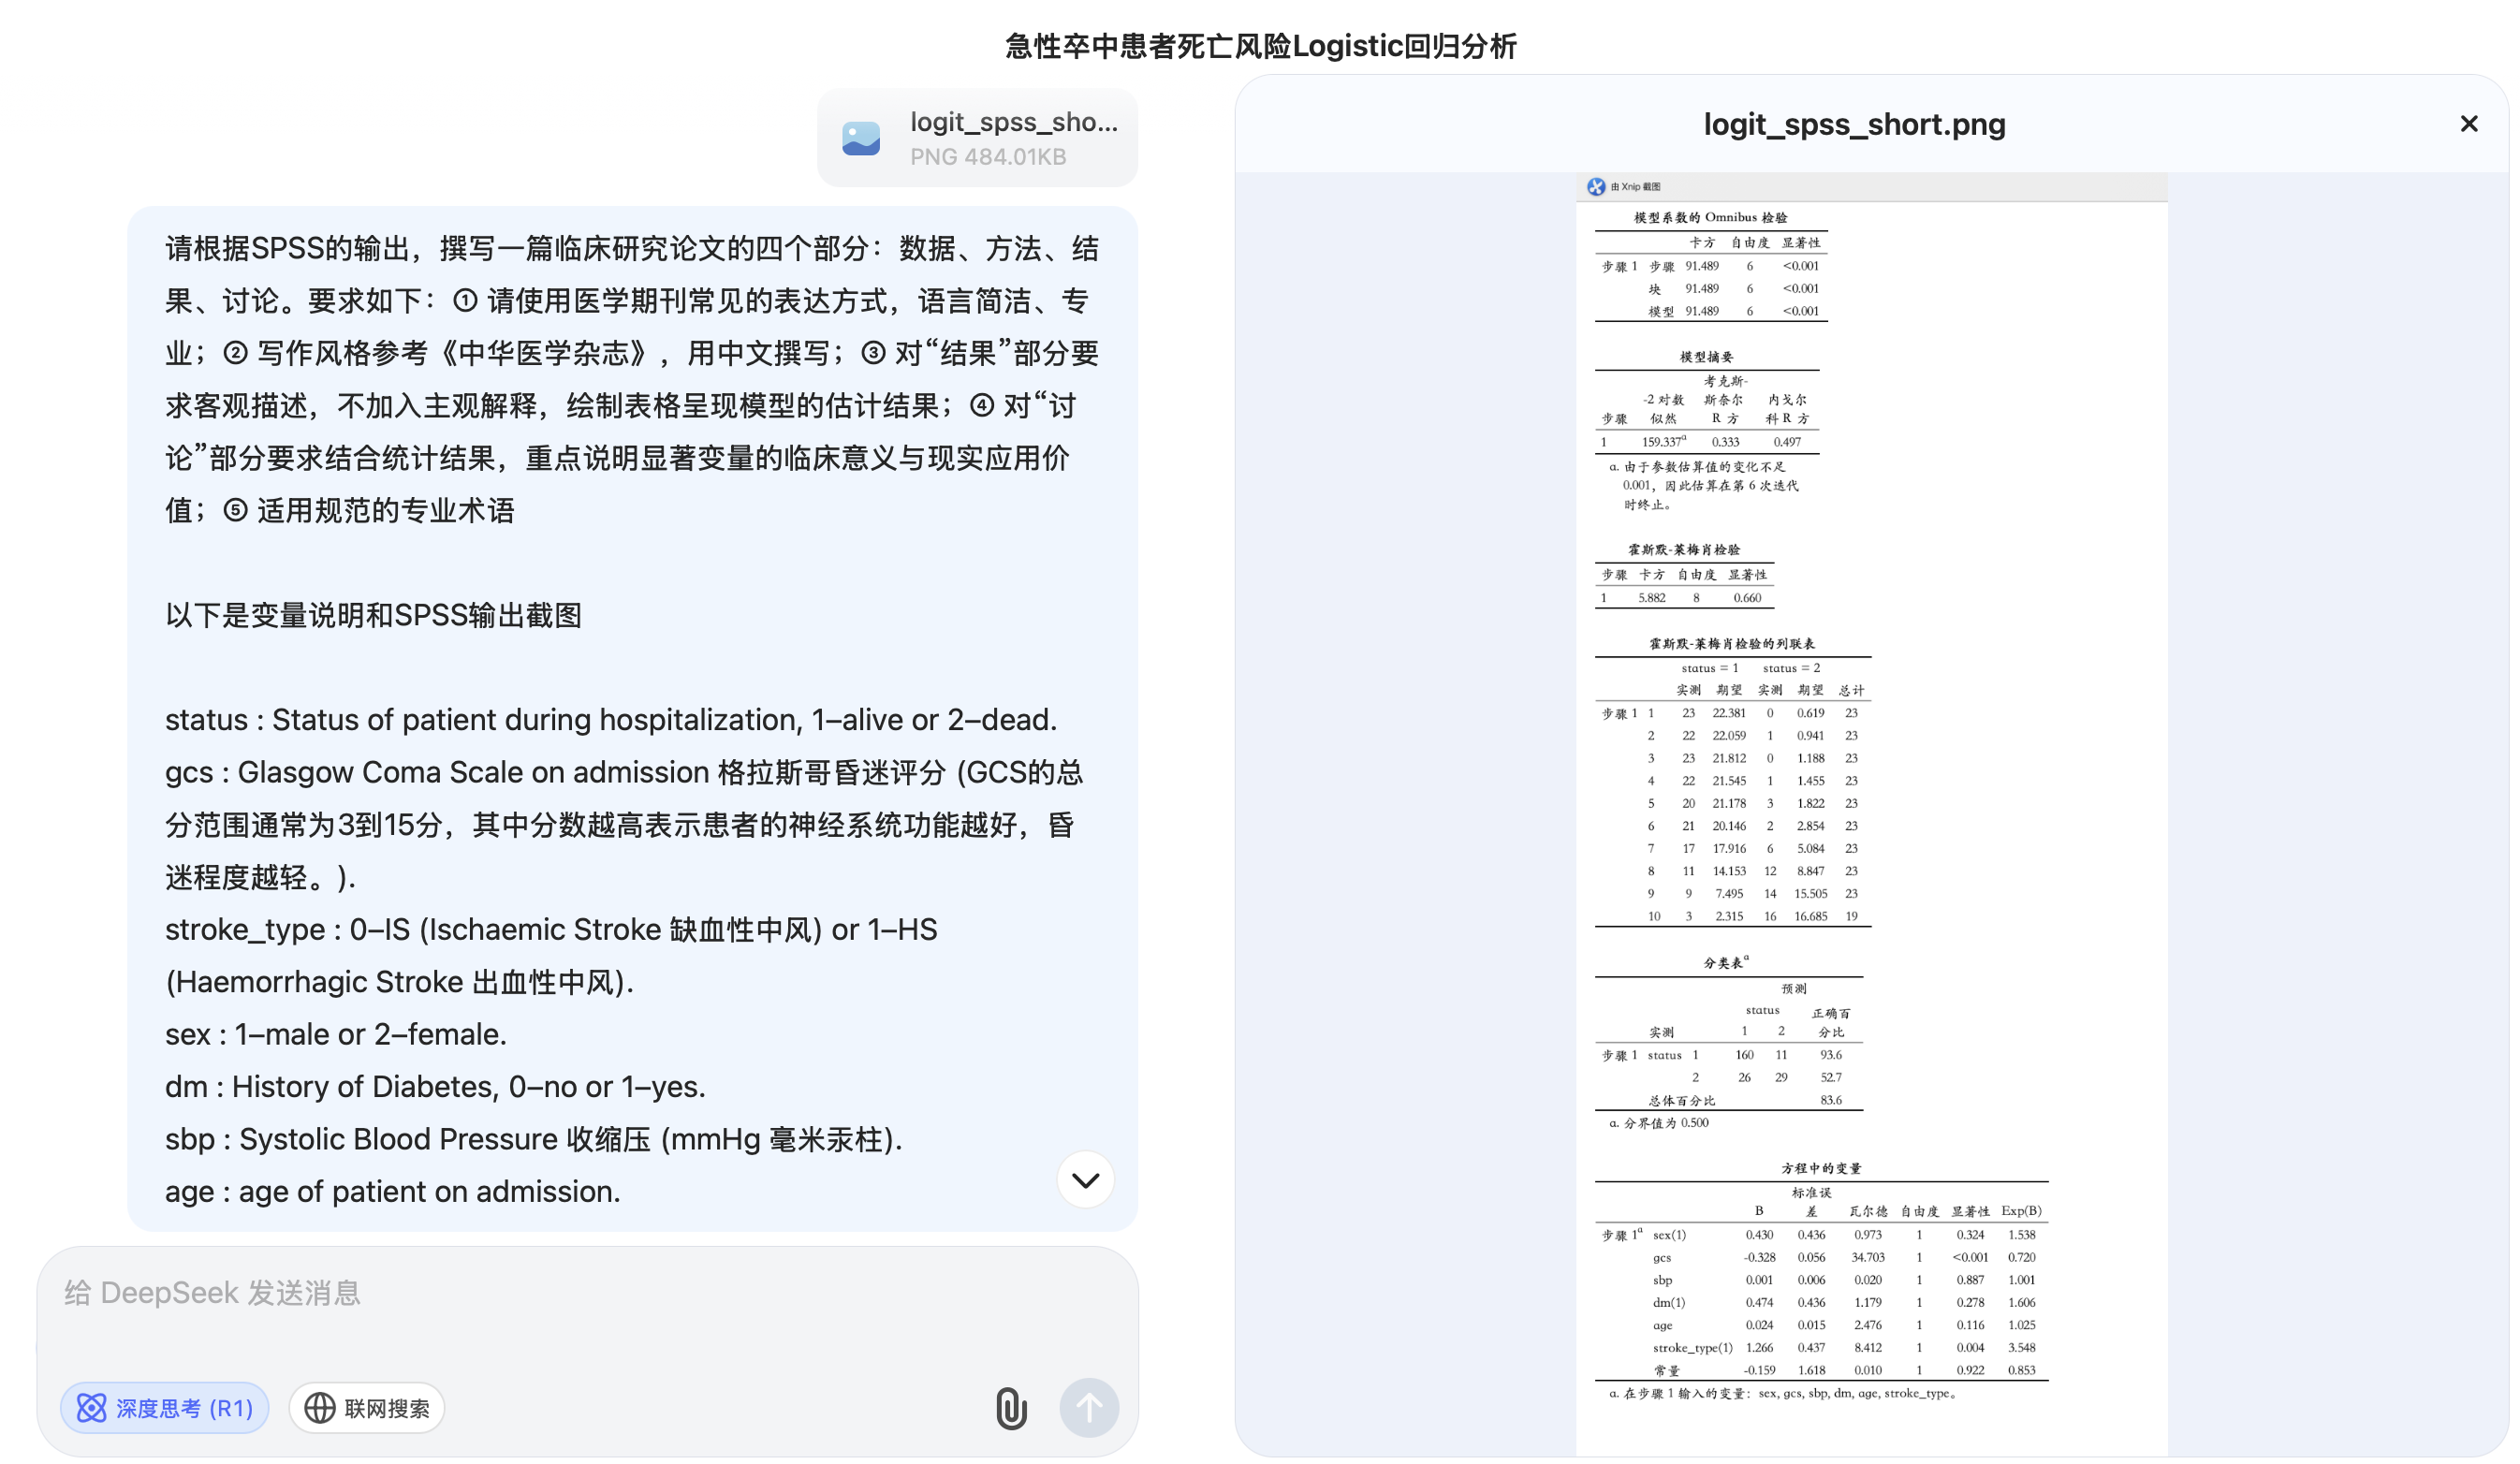 急性卒中患者死亡风险Logistic回归分析
logit_spss_sho...
PNG 484.01KB
请根据SPSS的输出，撰写一篇临床研究论文的四个部分：数据、方法、结
果、讨论。要求如下：① 请使用医学期刊常见的表达方式，语言简洁、专
业；② 写作风格参考《中华医学杂志》，用中文撰写；③ 对“结果”部分要
求客观描述，不加入主观解释，绘制表格呈现模型的估计结果；④ 对“讨
论”部分要求结合统计结果，重点说明显著变量的临床意义与现实应用价
值；⑤ 适用规范的专业术语
以下是变量说明和SPSS输出截图
status : Status of patient during hospitalization, 1–alive or 2–dead.
gcs : Glasgow Coma Scale on admission 格拉斯哥昏迷评分 (GCS的总
分范围通常为3到15分，其中分数越高表示患者的神经系统功能越好，昏
迷程度越轻。).
stroke_type : 0–IS (Ischaemic Stroke 缺血性中风) or 1–HS
(Haemorrhagic Stroke 出血性中风).
sex : 1–male or 2–female.
dm : History of Diabetes, 0–no or 1–yes.
sbp : Systolic Blood Pressure 收缩压 (mmHg 毫米汞柱).
age : age of patient on admission.
给 DeepSeek 发送消息
深度思考 (R1) 联网搜索
logit_spss_short.png
由 Xnip 截图
模型系数的 Omnibus 检验
卡方 自由度 显著性
步骤 1 步骤 91.489 6 <0.001
块 91.489 6 <0.001
模型 91.489 6 <0.001
模型摘要
考克斯-
-2 对数 斯奈尔 内戈尔
步骤 似然 R 方 科 R 方
1 159.337a 0.333 0.497
a. 由于参数估算值的变化不足
0.001，因此估算在第 6 次迭代
时终止。
霍斯默-莱梅肖检验
步骤 卡方 自由度 显著性
1 5.882 8 0.660
霍斯默-莱梅肖检验的列联表
status = 1 status = 2
实测 期望 实测 期望 总计
步骤 1 1 23 22.381 0 0.619 23
2 22 22.059 1 0.941 23
3 23 21.812 0 1.188 23
4 22 21.545 1 1.455 23
5 20 21.178 3 1.822 23
6 21 20.146 2 2.854 23
7 17 17.916 6 5.084 23
8 11 14.153 12 8.847 23
9 9 7.495 14 15.505 23
10 3 2.315 16 16.685 19
分类表a
预测
status 正确百
实测 1 2 分比
步骤 1 status 1 160 11 93.6
2 26 29 52.7
总体百分比 83.6
a. 分界值为 0.500
方程中的变量
标准误
B 差 瓦尔德 自由度 显著性 Exp(B)
步骤 1a sex(1) 0.430 0.436 0.973 1 0.324 1.538
gcs -0.328 0.056 34.703 1 <0.001 0.720
sbp 0.001 0.006 0.020 1 0.887 1.001
dm(1) 0.474 0.436 1.179 1 0.278 1.606
age 0.024 0.015 2.476 1 0.116 1.025
stroke_type(1) 1.266 0.437 8.412 1 0.004 3.548
常量 -0.159 1.618 0.010 1 0.922 0.853
a. 在步骤 1 输入的变量：sex, gcs, sbp, dm, age, stroke_type。